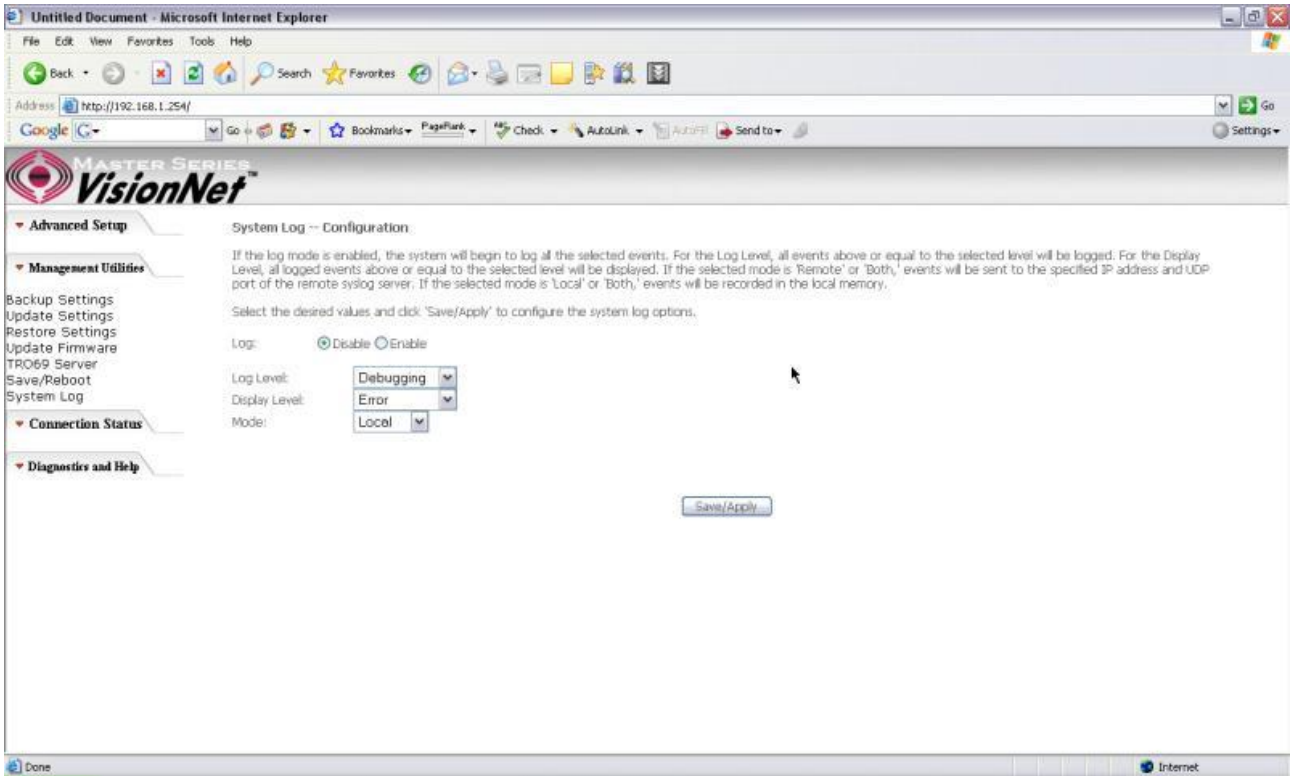 Untitled Document - Microsoft Internet Explorer
File Edit View Favorites Tools Help
Back Search Favorites
Address http://192.168.1.254/ Go
Google G Go Bookmarks PageRank Check AutoLink AutoFill Send to Settings
MASTER SERIES
VisionNet™
Advanced Setup
Management Utilities
Backup Settings
Update Settings
Restore Settings
Update Firmware
TRO69 Server
Save/Reboot
System Log
Connection Status
Diagnostics and Help
System Log -- Configuration
If the log mode is enabled, the system will begin to log all the selected events. For the Log Level, all events above or equal to the selected level will be logged. For the Display
Level, all logged events above or equal to the selected level will be displayed. If the selected mode is 'Remote' or 'Both,' events will be sent to the specified IP address and UDP
port of the remote syslog server. If the selected mode is 'Local' or 'Both,' events will be recorded in the local memory.
Select the desired values and click 'Save/Apply' to configure the system log options.
Log: Disable Enable
Log Level: Debugging
Display Level: Error
Mode: Local
Save/Apply
Done Internet